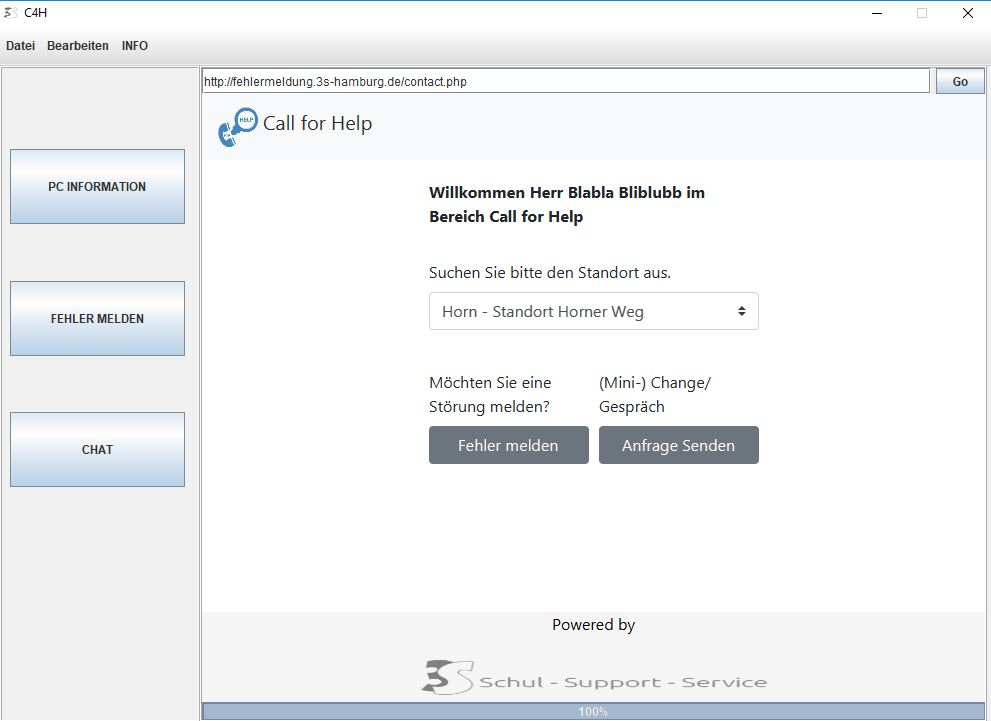 C4H
Datei Bearbeiten INFO
http://fehlermeldung.3s-hamburg.de/contact.php Go
HELP Call for Help
PC INFORMATION
FEHLER MELDEN
CHAT
Willkommen Herr Blabla Bliblubb im
Bereich Call for Help
Suchen Sie bitte den Standort aus.
Horn - Standort Horner Weg
Möchten Sie eine
Störung melden?
Fehler melden
(Mini-) Change/
Gespräch
Anfrage Senden
Powered by
3S Schul - Support - Service
100%